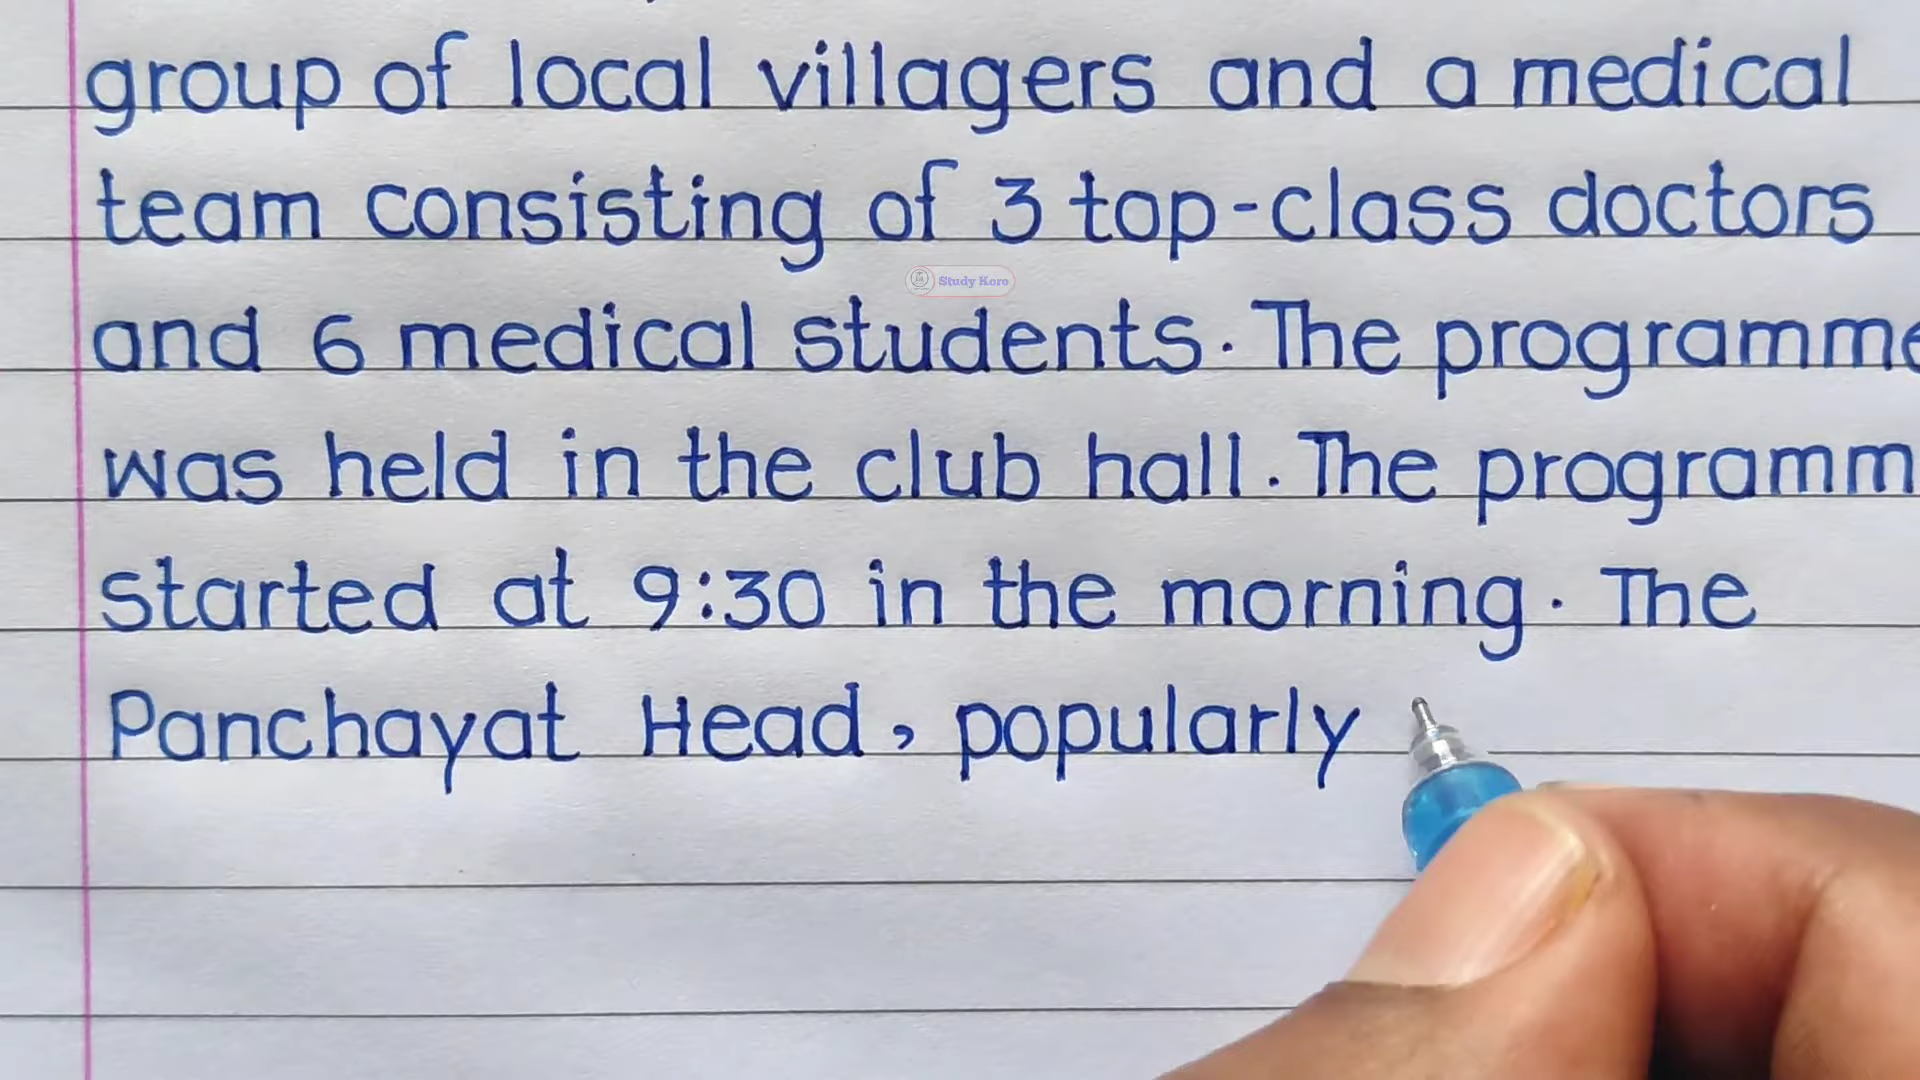 group of local villagers and a medical
team consisting of 3 top-class doctors
Study Koro
and 6 medical students. The programme
was held in the club hall. The programm
started at 9:30 in the morning. The
Panchayat Head, popularly